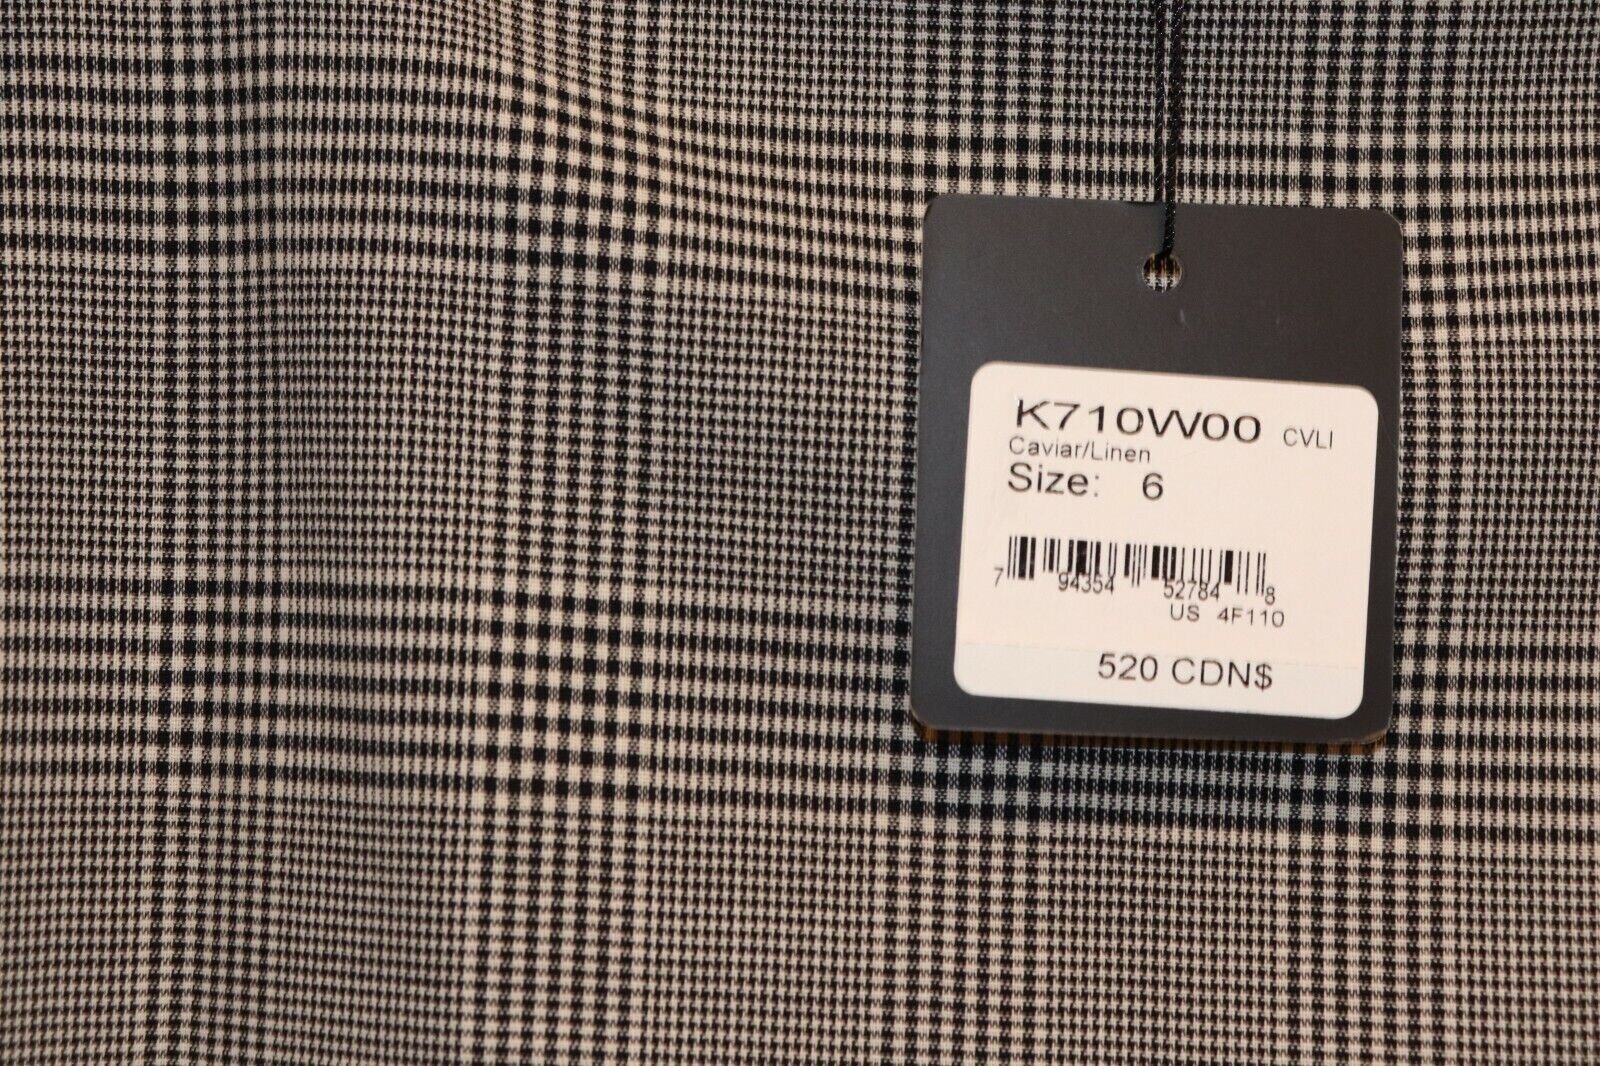 K710W00 CVLI
Caviar/Linen
Size: 6
7 94354 52784 8
US 4F110
520 CDN$